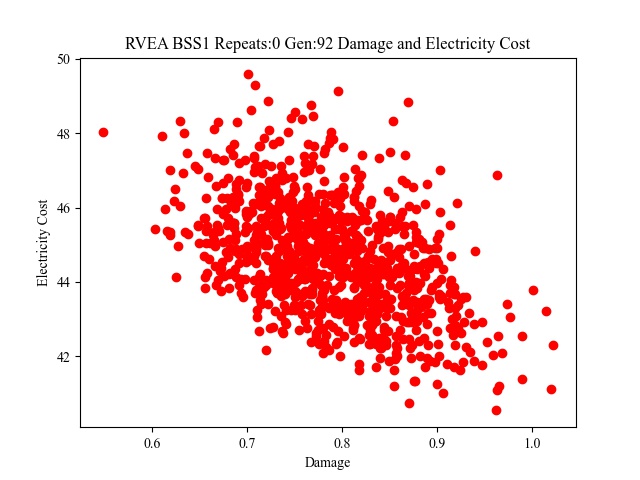 RVEA BSS1 Repeats:0 Gen:92 Damage and Electricity Cost
50
48
46
44
42
Electricity Cost
0.6 0.7 0.8 0.9 1.0
Damage